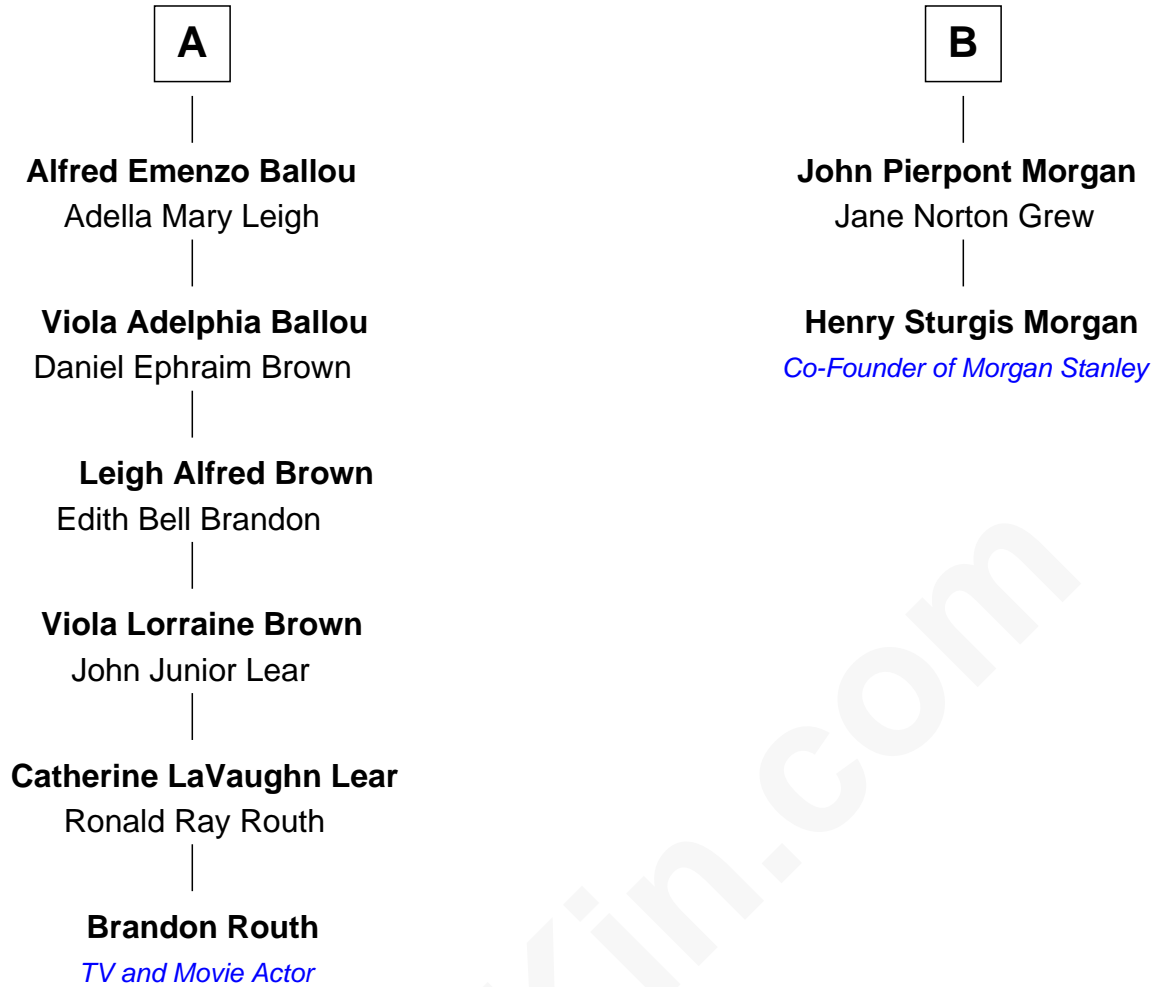 A
Alfred Emenzo Ballou
Adella Mary Leigh
Viola Adelphia Ballou
Daniel Ephraim Brown
Leigh Alfred Brown
Edith Bell Brandon
Viola Lorraine Brown
John Junior Lear
Catherine LaVaughn Lear
Ronald Ray Routh
Brandon Routh
TV and Movie Actor
B
John Pierpont Morgan
Jane Norton Grew
Henry Sturgis Morgan
Co-Founder of Morgan Stanley
Kin.com